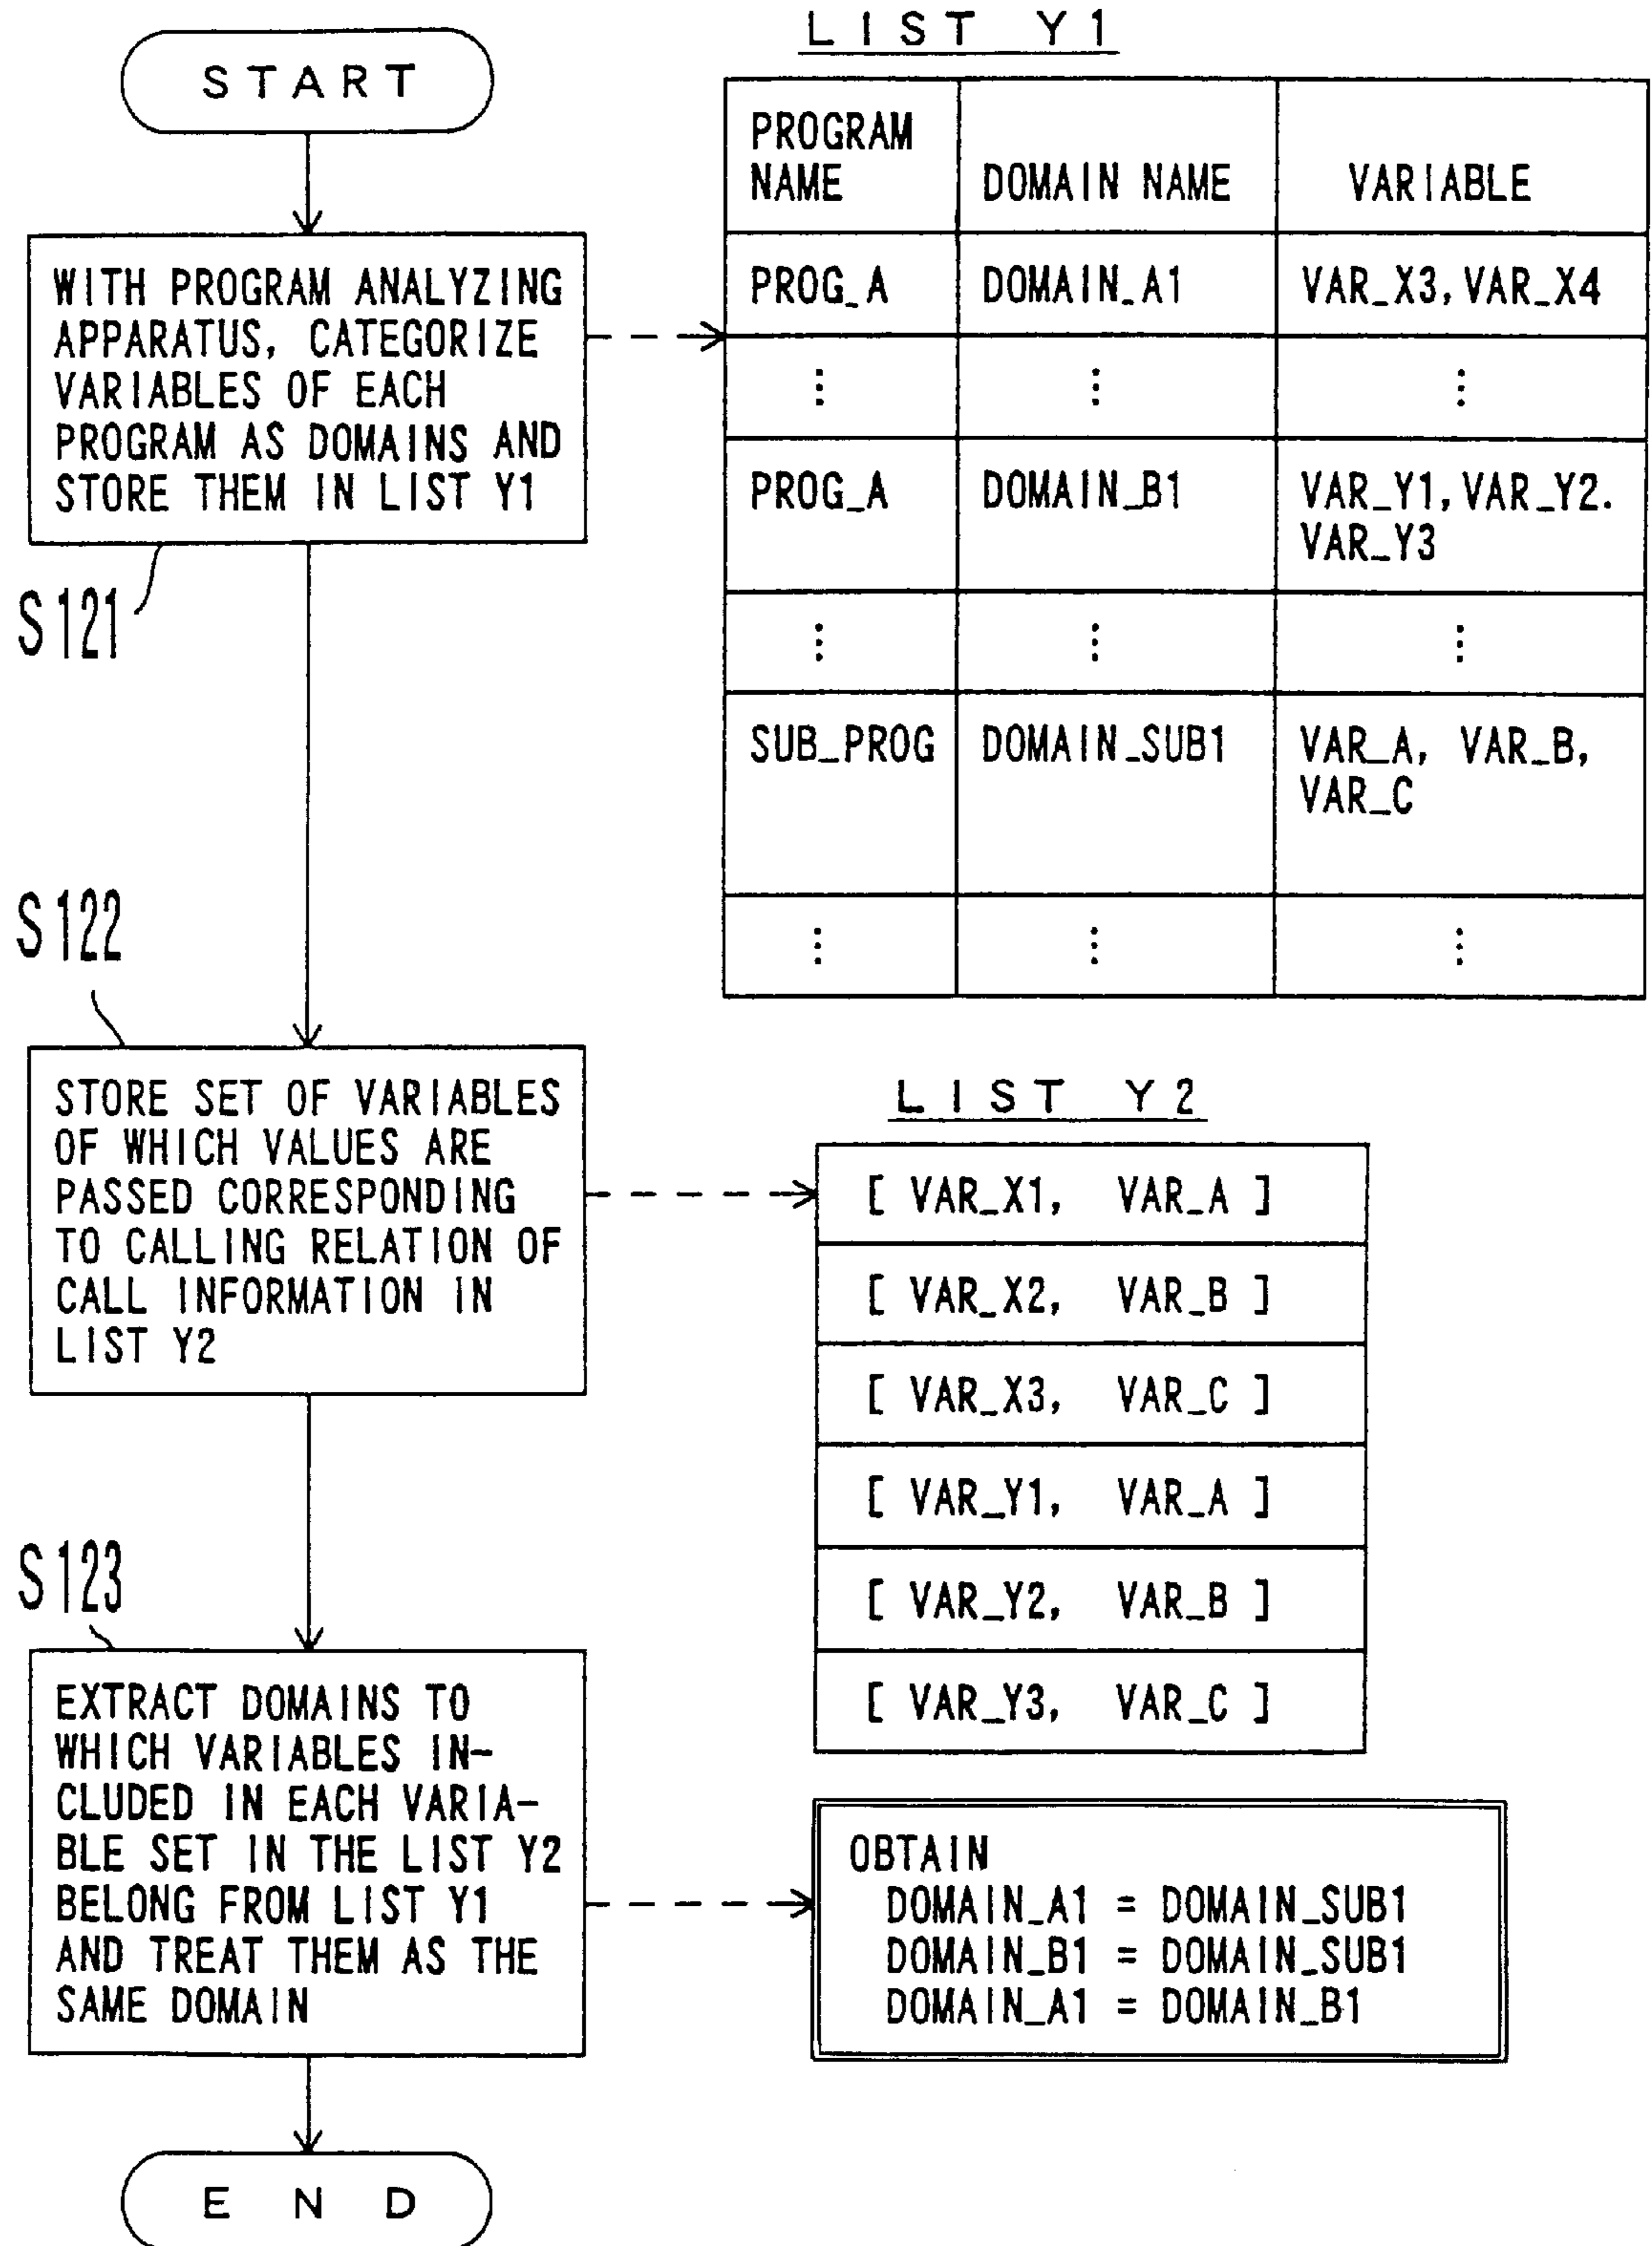 START
WITH PROGRAM ANALYZING
APPARATUS, CATEGORIZE
VARIABLES OF EACH
PROGRAM AS DOMAINS AND
STORE THEM IN LIST Y1
S121
LIST Y1
PROGRAM
NAME
DOMAIN NAME
VARIABLE
PROG_A
DOMAIN_A1
VAR_X3, VAR_X4
⋮
⋮
⋮
PROG_A
DOMAIN_B1
VAR_Y1, VAR_Y2.
VAR_Y3
⋮
⋮
⋮
SUB_PROG
DOMAIN_SUB1
VAR_A, VAR_B,
VAR_C
⋮
⋮
⋮
S122
STORE SET OF VARIABLES
OF WHICH VALUES ARE
PASSED CORRESPONDING
TO CALLING RELATION OF
CALL INFORMATION IN
LIST Y2
LIST Y2
[ VAR_X1, VAR_A ]
[ VAR_X2, VAR_B ]
[ VAR_X3, VAR_C ]
[ VAR_Y1, VAR_A ]
[ VAR_Y2, VAR_B ]
[ VAR_Y3, VAR_C ]
S123
EXTRACT DOMAINS TO
WHICH VARIABLES IN-
CLUDED IN EACH VARIA-
BLE SET IN THE LIST Y2
BELONG FROM LIST Y1
AND TREAT THEM AS THE
SAME DOMAIN
OBTAIN
DOMAIN_A1 = DOMAIN_SUB1
DOMAIN_B1 = DOMAIN_SUB1
DOMAIN_A1 = DOMAIN_B1
END